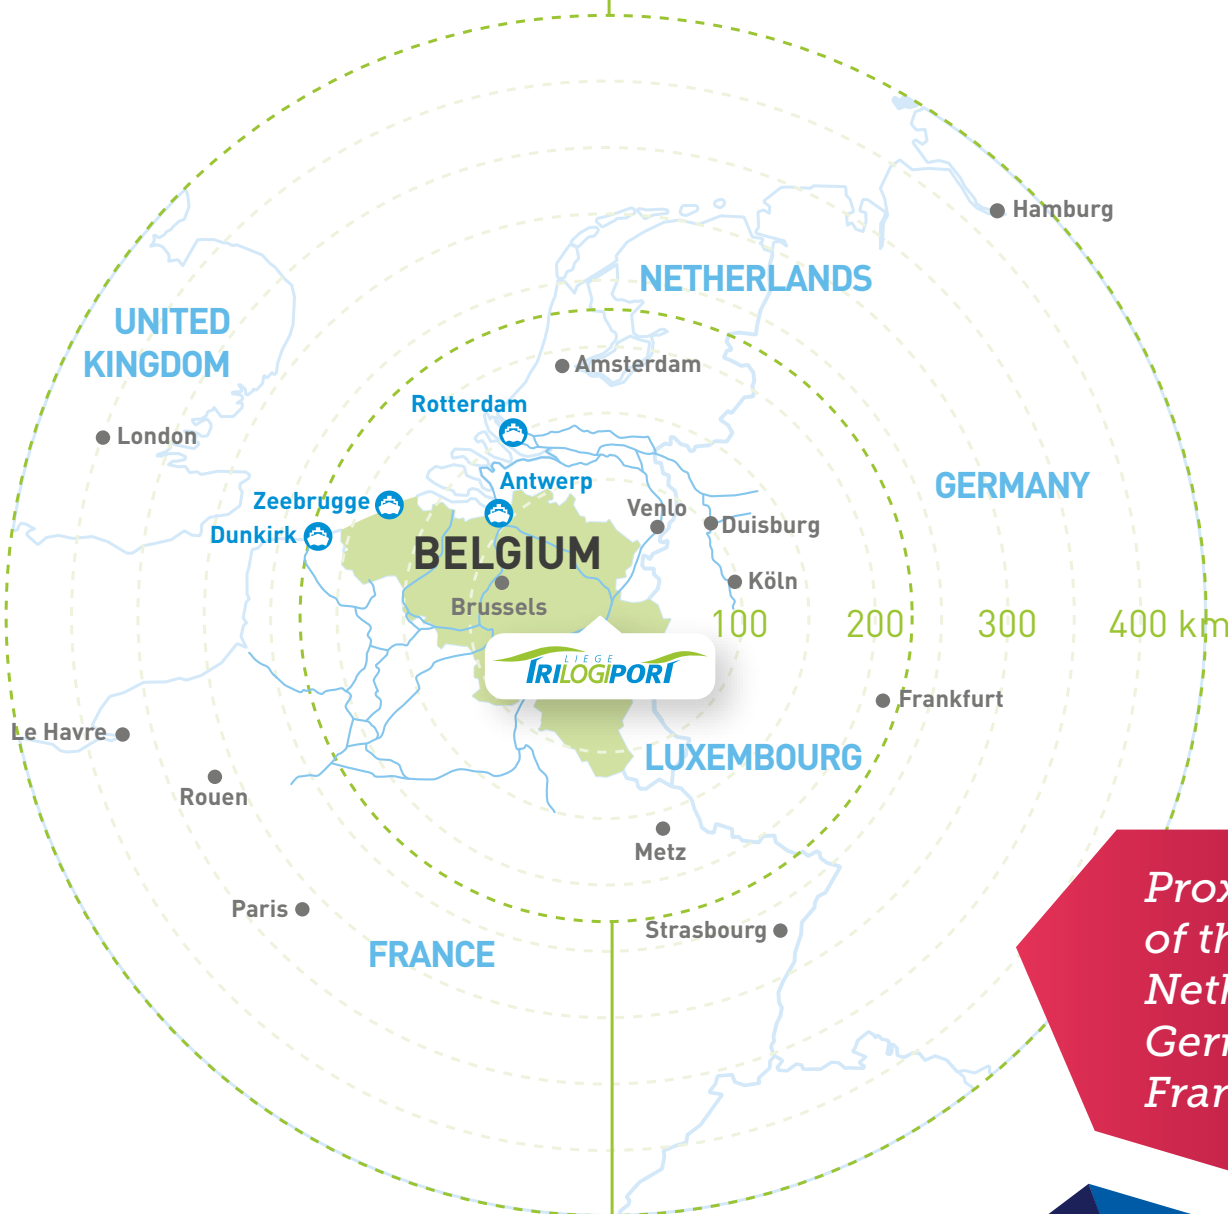 Hamburg
NETHERLANDS
UNITED
KINGDOM
Amsterdam
Rotterdam
London
Antwerp
GERMANY
Zeebrugge
Venlo
Dunkirk
Duisburg
BELGIUM
Köln
Brussels
100
200
300
400 km
LIEGE
TRILOGIPORT
Frankfurt
Le Havre
LUXEMBOURG
Rouen
Metz
Paris
Strasbourg
FRANCE
of